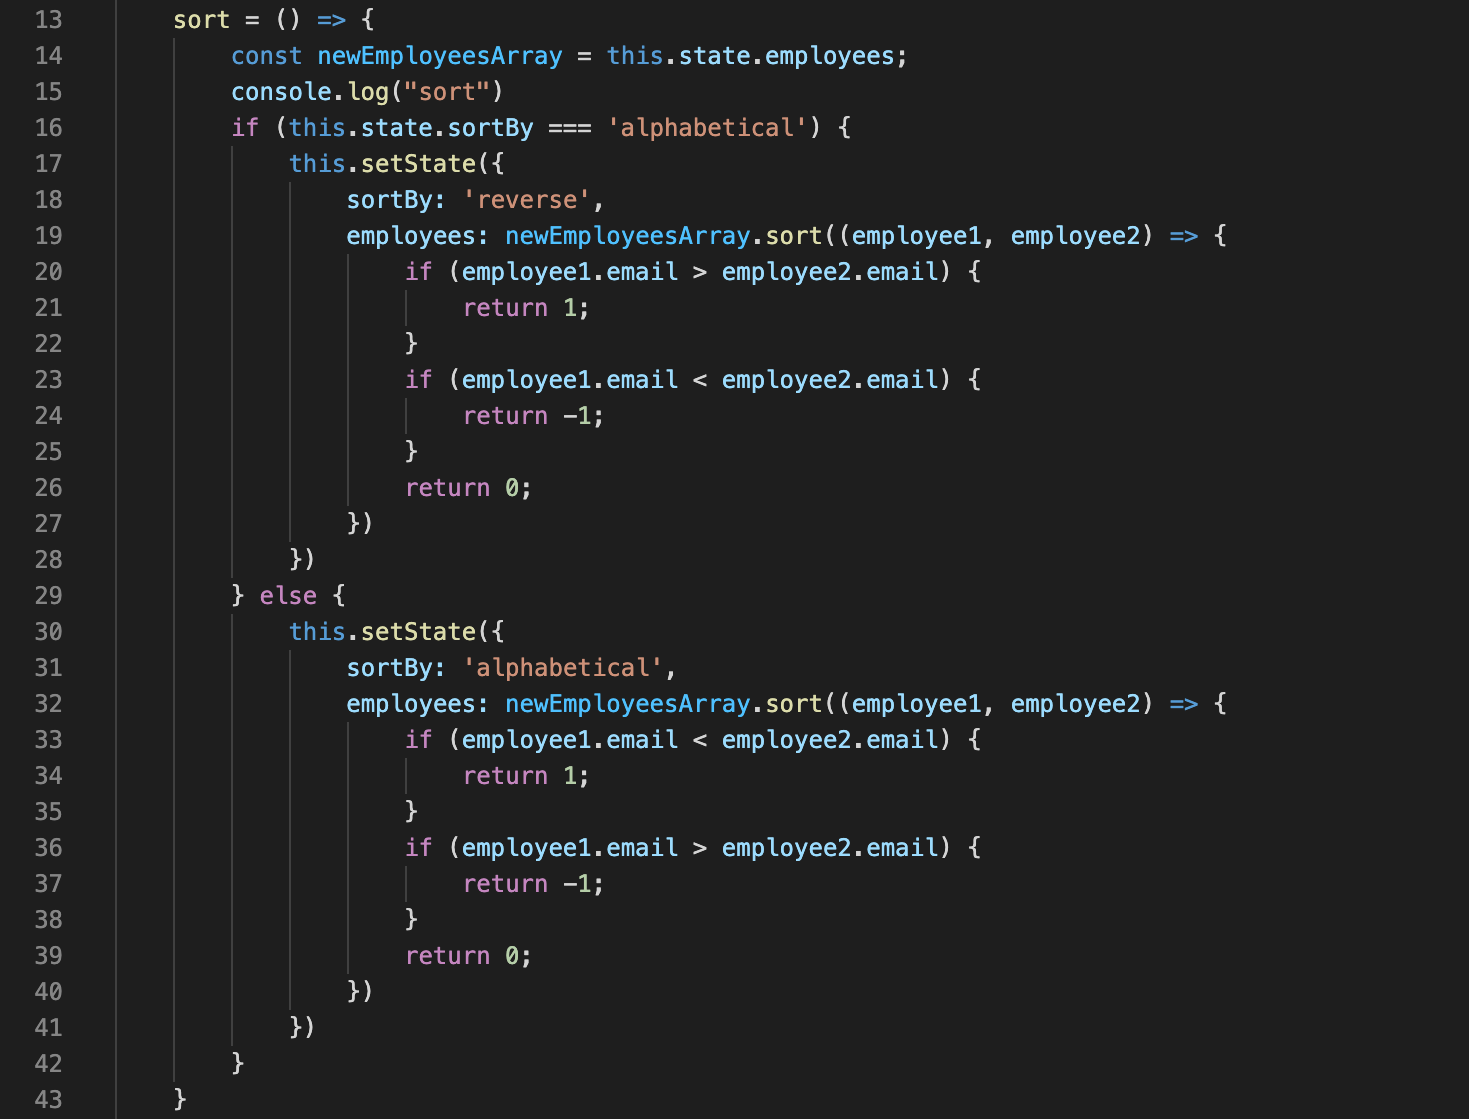 13 sort = () => {
14 const newEmployeesArray = this.state.employees;
15 console.log("sort")
16 if (this.state.sortBy === 'alphabetical') {
17 this.setState({
18 sortBy: 'reverse',
19 employees: newEmployeesArray.sort((employee1, employee2) => {
20 if (employee1.email > employee2.email) {
21 return 1;
22 }
23 if (employee1.email < employee2.email) {
24 return -1;
25 }
26 return 0;
27 })
28 })
29 } else {
30 this.setState({
31 sortBy: 'alphabetical',
32 employees: newEmployeesArray.sort((employee1, employee2) => {
33 if (employee1.email < employee2.email) {
34 return 1;
35 }
36 if (employee1.email > employee2.email) {
37 return -1;
38 }
39 return 0;
40 })
41 })
42 }
43 }